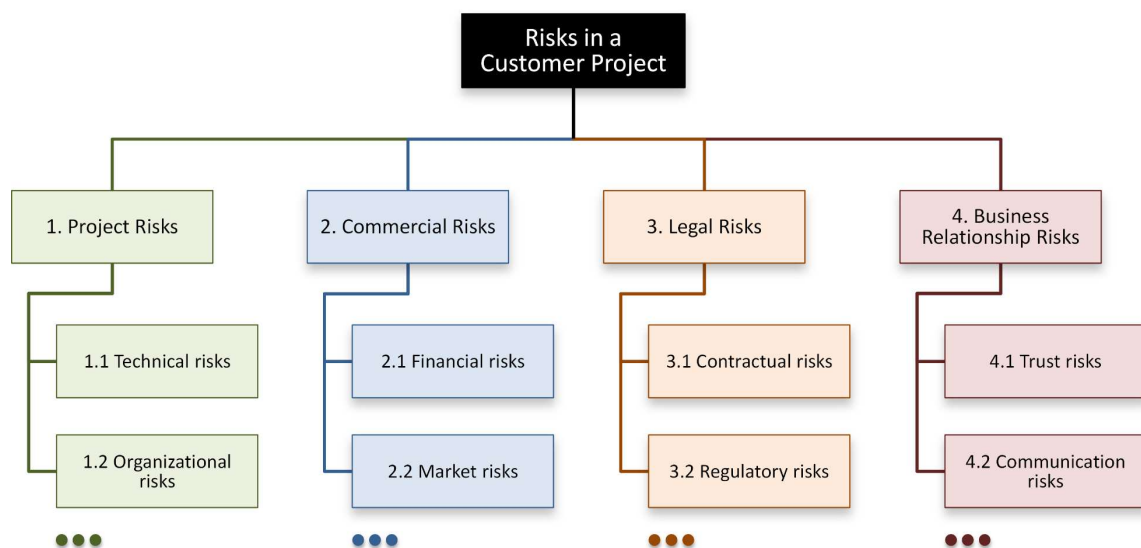 Risks in a
Customer Project
1. Project Risks
2. Commercial Risks
3. Legal Risks
4. Business
Relationship Risks
1.1 Technical risks
2.1 Financial risks
3.1 Contractual risks
4.1 Trust risks
1.2 Organizational
risks
2.2 Market risks
3.2 Regulatory risks
4.2 Communication
risks